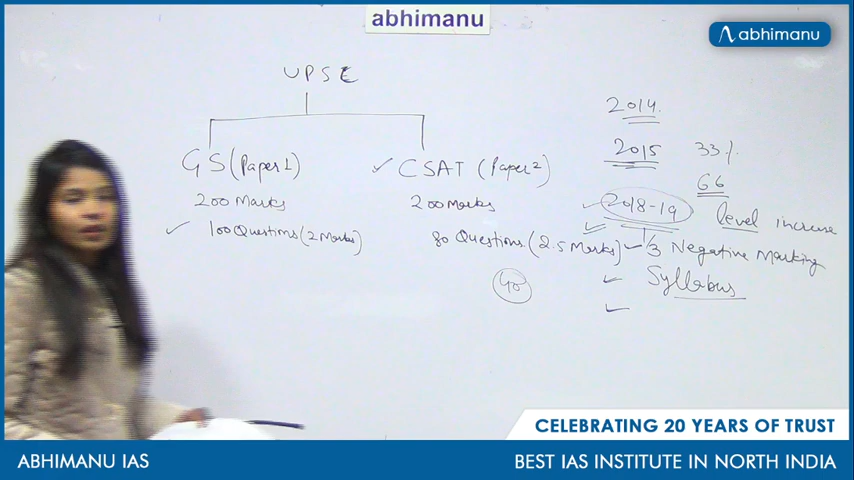 abhimanu
abhimanu
UPSC
2014.
2015 33%
66
GS (Paper 1)
CSAT (Paper 2)
200 Marks
200 Marks
2018-19
level increase
100 Questions (2 Marks)
80 Questions (2.5 Marks)
1/3 Negative Marking
Syllabus
CELEBRATING 20 YEARS OF TRUST
ABHIMANU IAS
BEST IAS INSTITUTE IN NORTH INDIA